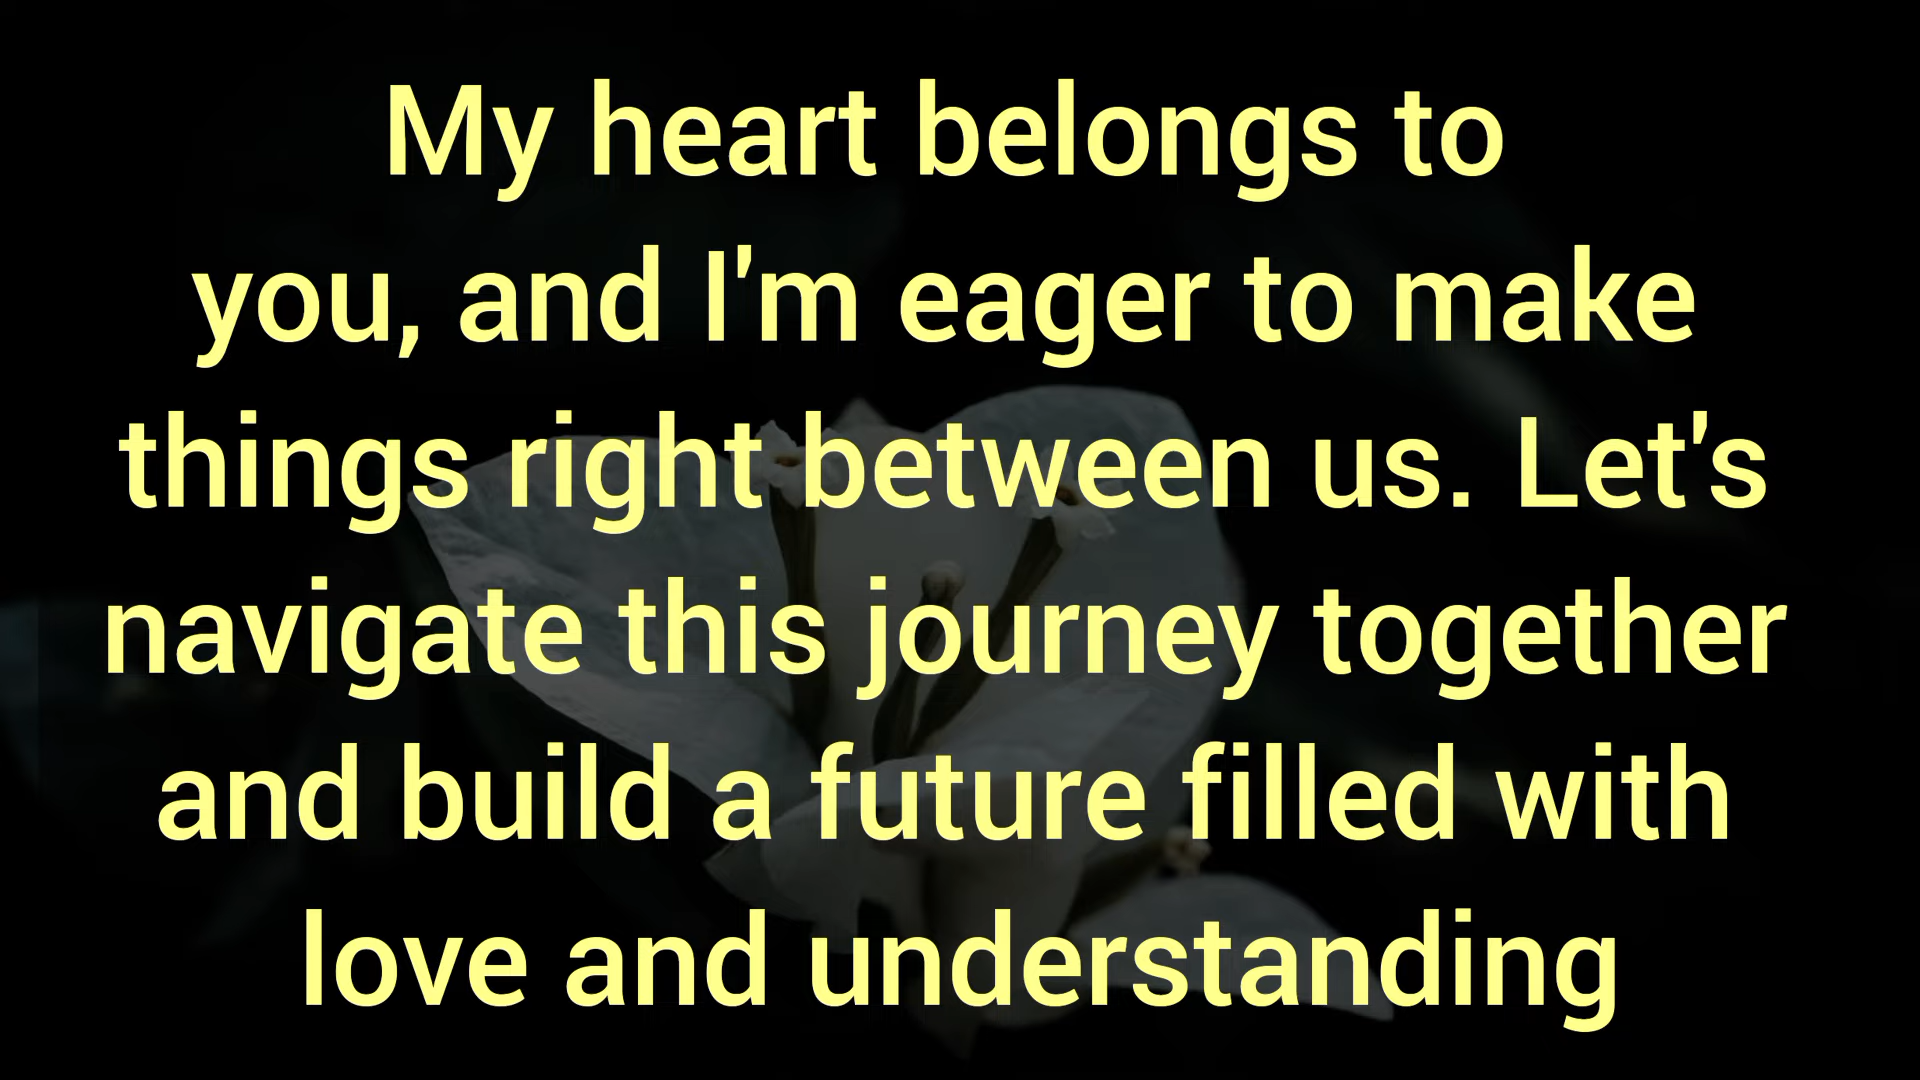 My heart belongs to
you, and I'm eager to make
things right between us. Let's
navigate this journey together
and build a future filled with
love and understanding